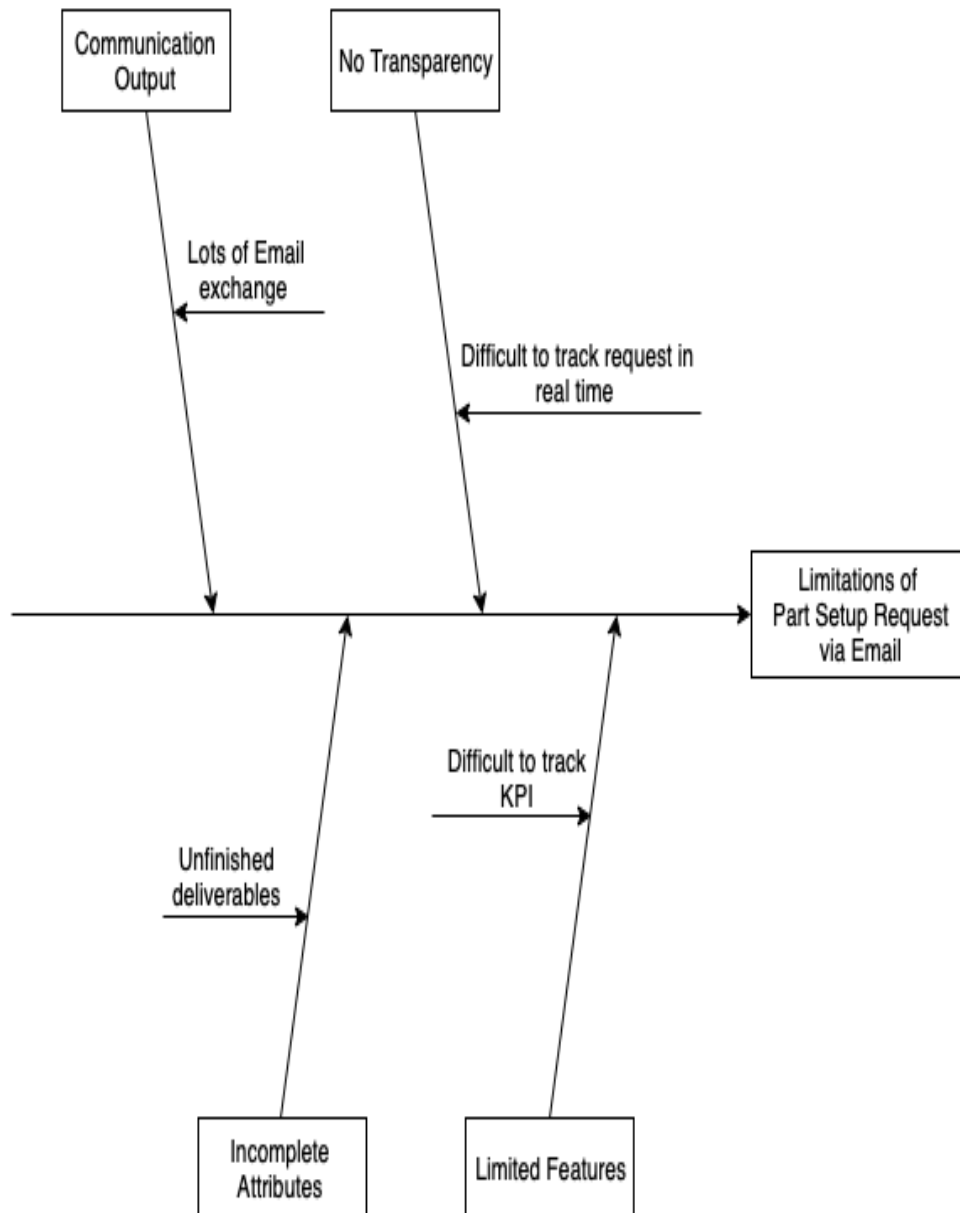 Communication
Output
No Transparency
Lots of Email
exchange
Difficult to track request in
real time
Limitations of
Part Setup Request
via Email
Difficult to track
KPI
Unfinished
deliverables
Incomplete
Attributes
Limited Features